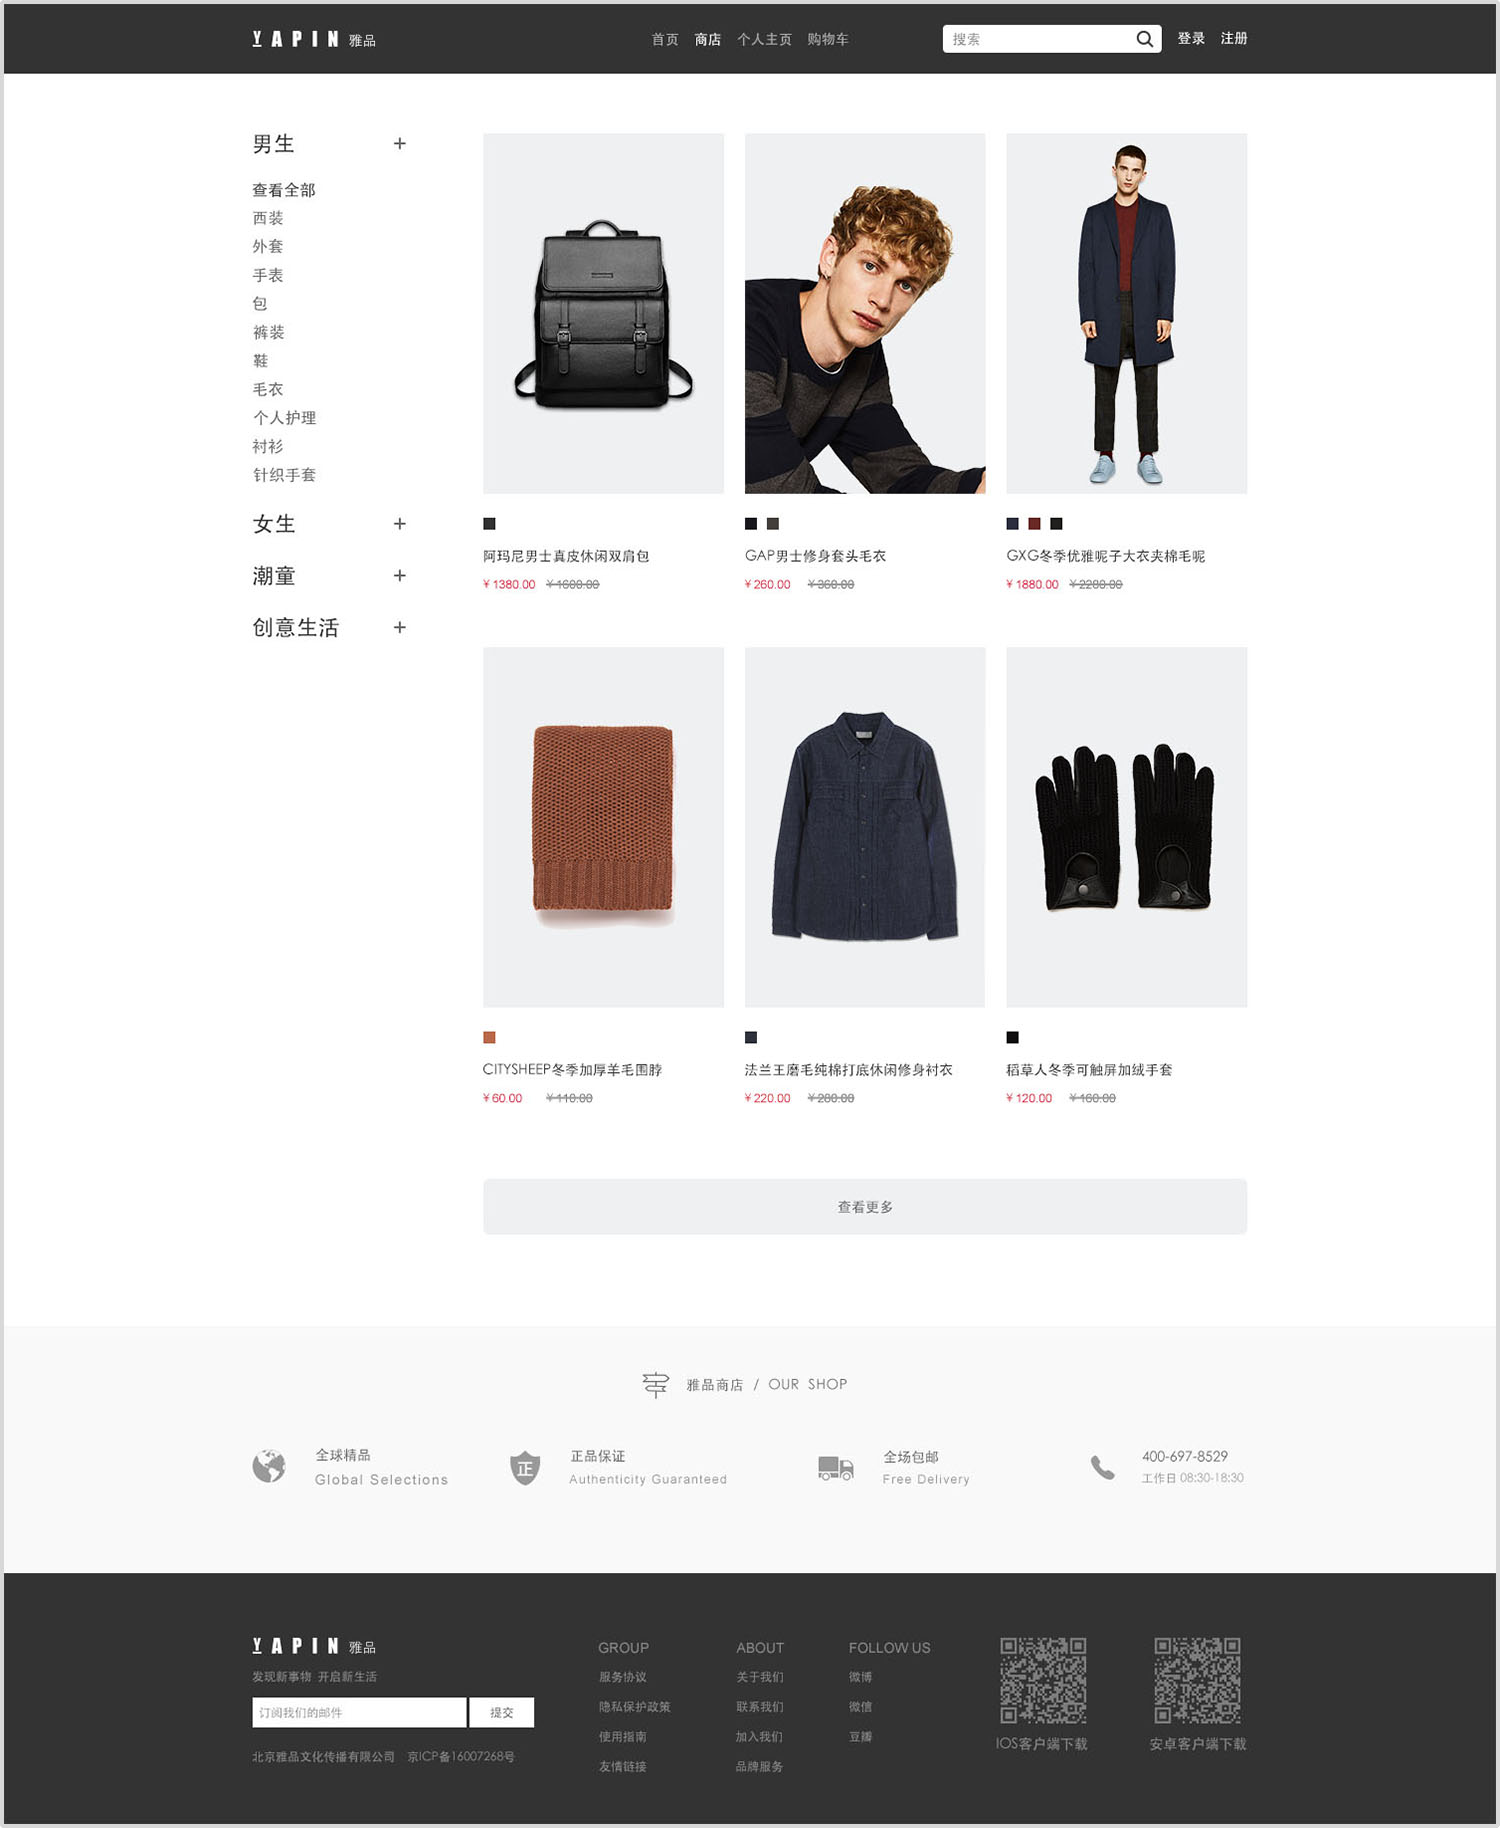 YAPIN 雅品
首页 商店 个人主页 购物车
搜索
登录 注册
男生 +
查看全部
西装
外套
手表
包
裤装
鞋
毛衣
个人护理
衬衫
针织手套
女生 +
潮童 +
创意生活 +
阿玛尼男士真皮休闲双肩包
¥ 1380.00 ¥ 1600.00
GAP男士修身套头毛衣
¥ 260.00 ¥ 360.00
GXG冬季优雅呢子大衣夹棉毛呢
¥ 1880.00 ¥ 2200.00
CITYSHEEP冬季加厚羊毛围脖
¥ 60.00 ¥ 110.00
法兰王磨毛纯棉打底休闲修身衬衣
¥ 220.00 ¥ 280.00
稻草人冬季可触屏加绒手套
¥ 120.00 ¥ 160.00
查看更多
雅品商店 / OUR SHOP
全球精品
Global Selections
正
正品保证
Authenticity Guaranteed
全场包邮
Free Delivery
400-697-8529
工作日 08:30-18:30
YAPIN 雅品
发现新事物 开启新生活
订阅我们的邮件 提交
北京雅品文化传播有限公司 京ICP备16007268号
GROUP
服务协议
隐私保护政策
使用指南
友情链接
ABOUT
关于我们
联系我们
加入我们
品牌服务
FOLLOW US
微博
微信
豆瓣
IOS客户端下载
安卓客户端下载